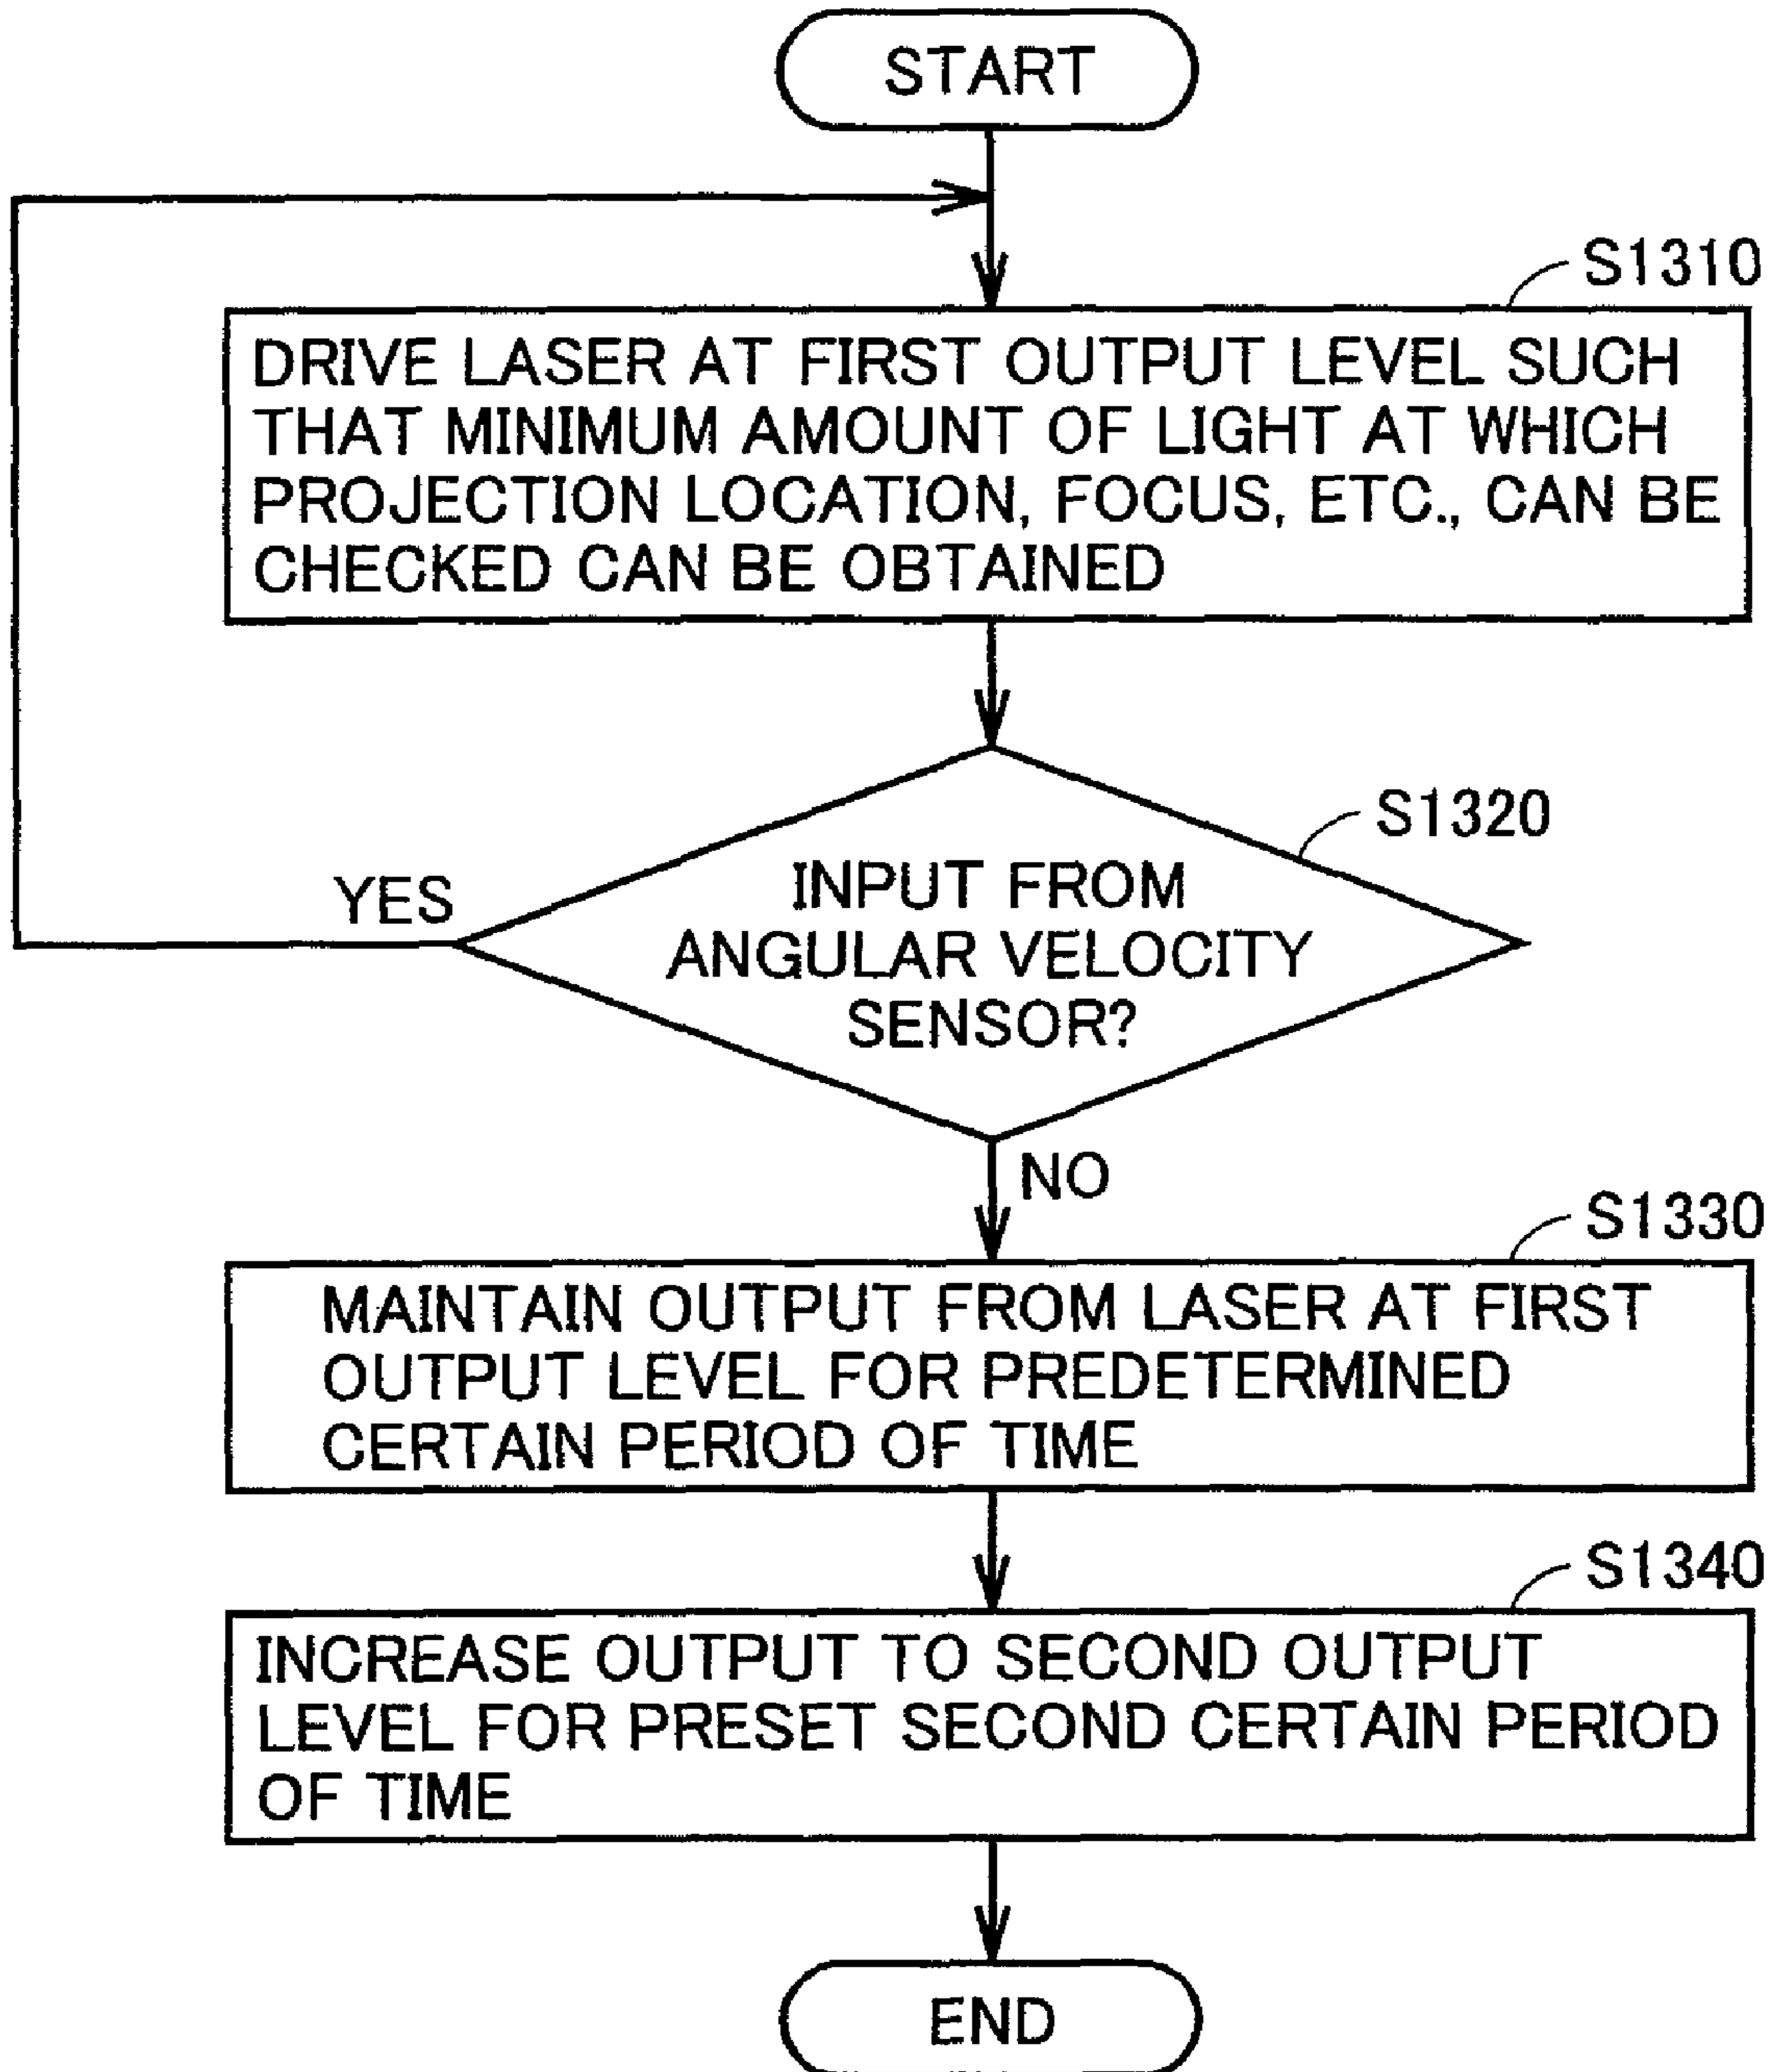 START
S1310
DRIVE LASER AT FIRST OUTPUT LEVEL SUCH
THAT MINIMUM AMOUNT OF LIGHT AT WHICH
PROJECTION LOCATION, FOCUS, ETC., CAN BE
CHECKED CAN BE OBTAINED
S1320
INPUT FROM
ANGULAR VELOCITY
SENSOR?
YES
NO
S1330
MAINTAIN OUTPUT FROM LASER AT FIRST
OUTPUT LEVEL FOR PREDETERMINED
CERTAIN PERIOD OF TIME
S1340
INCREASE OUTPUT TO SECOND OUTPUT
LEVEL FOR PRESET SECOND CERTAIN PERIOD
OF TIME
END